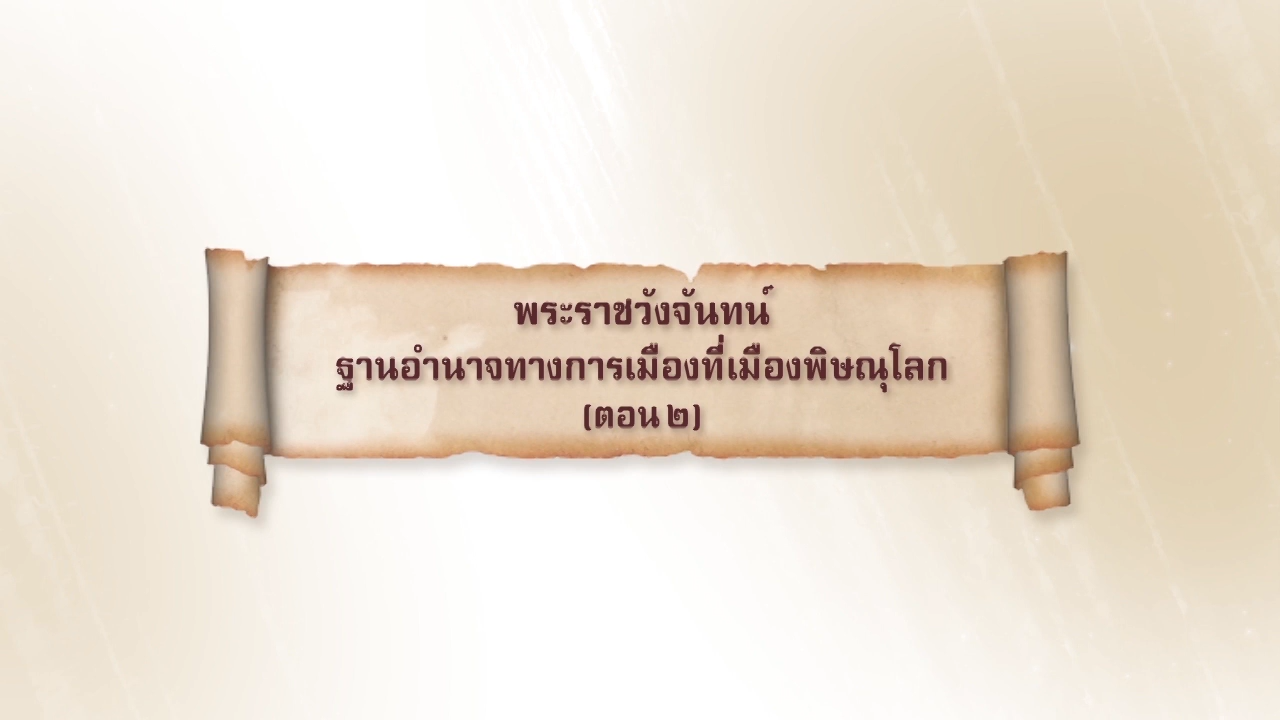 พระราชวังจันทน์
ฐานอำนาจทางการเมืองที่เมืองพิษณุโลก
(ตอน ๒)